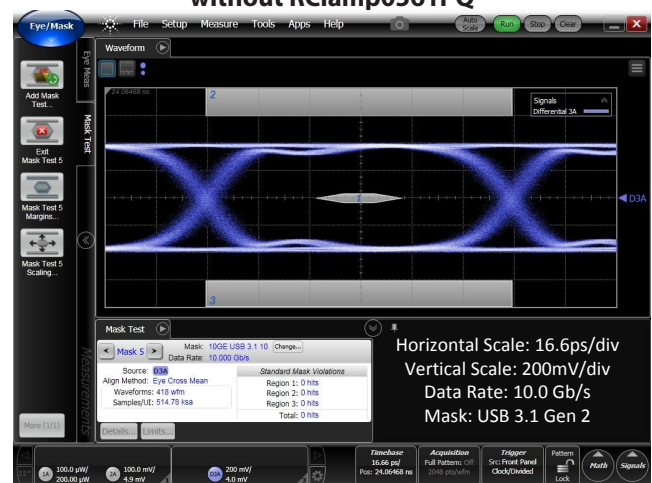 without RClamp0561P Q
Eye/Mask
File Setup Measure Tools Apps Help
Auto Scale
Run Stop Clear
Waveform
Eye Meas
Mask Test
Add Mask
Test...
Exit
Mask Test 5
Mask Test 5
Margins...
Mask Test 5
Scaling...
24.06468 ns
2
Signals
Differential 3A
1
D3A
3
Mask Test
Mask 5
Mask: 10GE USB 3.1 10 Change...
Data Rate: 10.000 Gb/s
Source: D3A
Align Method: Eye Cross Mean
Waveforms: 418 wfm
Samples/UI: 514.78 ksa
Standard Mask Violations
Region 1: 0 hits
Region 2: 0 hits
Region 3: 0 hits
Total: 0 hits
Details... Limits...
Measurements
More (1/1)
Horizontal Scale: 16.6ps/div
Vertical Scale: 200mV/div
Data Rate: 10.0 Gb/s
Mask: USB 3.1 Gen 2
1A 100.0 µW/
200.00 µW
2A 100.0 mV/
4.9 mV
D3A 200 mV/
4.0 mV
Timebase
16.66 ps/
Pos: 24.06468 ns
Acquisition
Full Pattern: Off
2048 pts/wfm
Trigger
Src: Front Panel
Clock/Divided
Pattern
Lock
Math
Signals